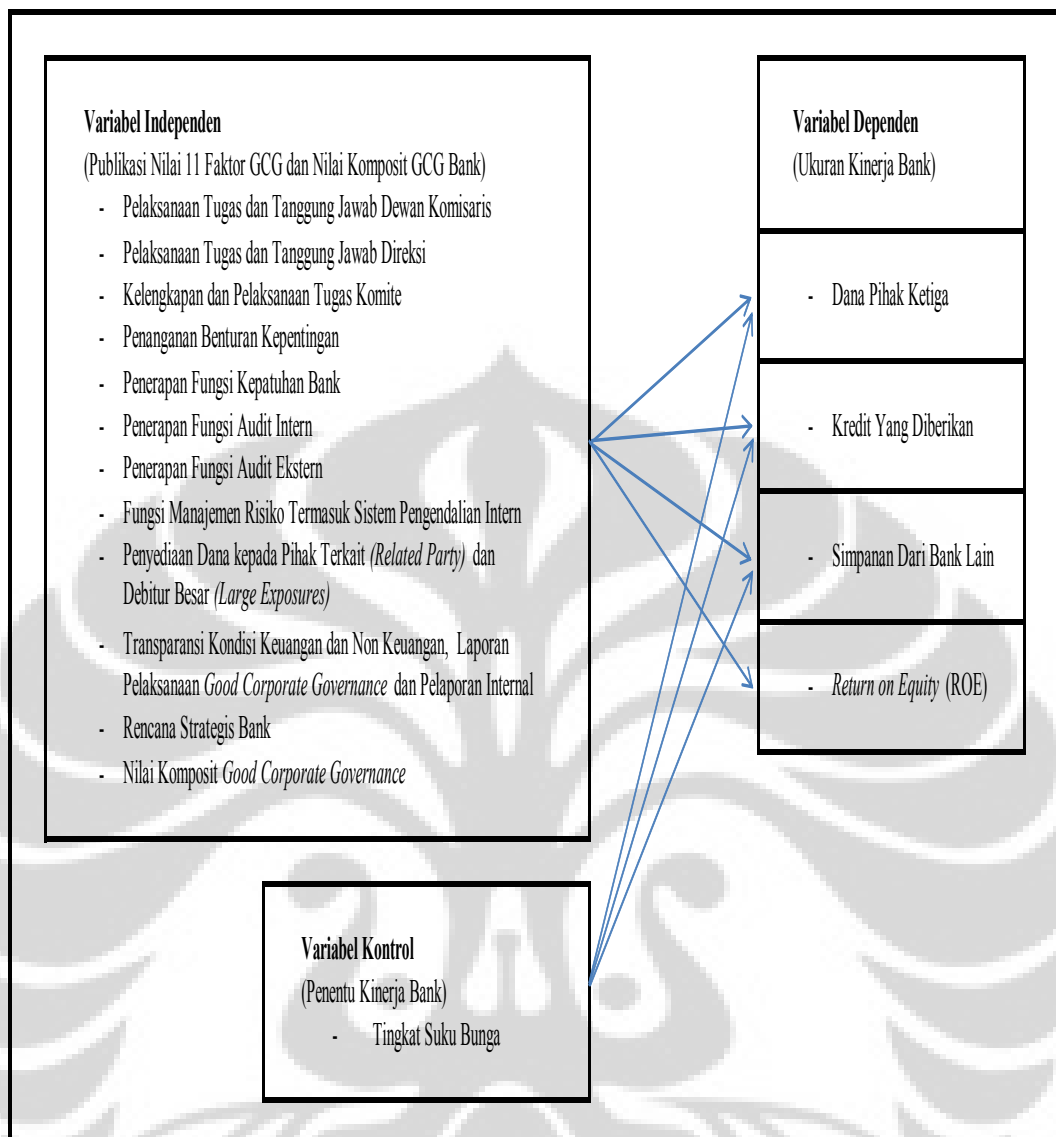 Variabel Independen
(Publikasi Nilai 11 Faktor GCG dan Nilai Komposit GCG Bank)
- Pelaksanaan Tugas dan Tanggung Jawab Dewan Komisaris
- Pelaksanaan Tugas dan Tanggung Jawab Direksi
- Kelengkapan dan Pelaksanaan Tugas Komite
- Penanganan Benturan Kepentingan
- Penerapan Fungsi Kepatuhan Bank
- Penerapan Fungsi Audit Intern
- Penerapan Fungsi Audit Ekstern
- Fungsi Manajemen Risiko Termasuk Sistem Pengendalian Intern
- Penyediaan Dana kepada Pihak Terkait (Related Party) dan
Debitur Besar (Large Exposures)
- Transparansi Kondisi Keuangan dan Non Keuangan, Laporan
Pelaksanaan Good Corporate Governance dan Pelaporan Internal
- Rencana Strategis Bank
- Nilai Komposit Good Corporate Governance
Variabel Dependen
(Ukuran Kinerja Bank)
- Dana Pihak Ketiga
- Kredit Yang Diberikan
- Simpanan Dari Bank Lain
- Return on Equity (ROE)
Variabel Kontrol
(Penentu Kinerja Bank)
- Tingkat Suku Bunga